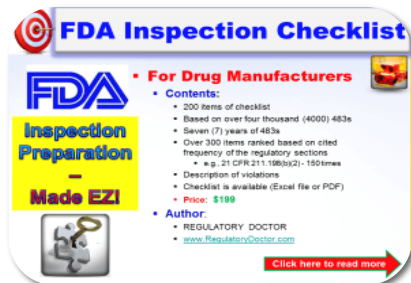 FDA Inspection Checklist
FDA
Inspection
Preparation
–
Made EZ!
For Drug Manufacturers
Contents:
200 items of checklist
Based on over four thousand (4000) 483s
Seven (7) years of 483s
Over 300 items ranked based on cited
frequency of the regulatory sections
e.g., 21 CFR 211.198(b)(2) - 150 times
Description of violations
Checklist is available (Excel file or PDF)
Price: $199
Author:
REGULATORY DOCTOR
www.RegulatoryDoctor.com
Click here to read more